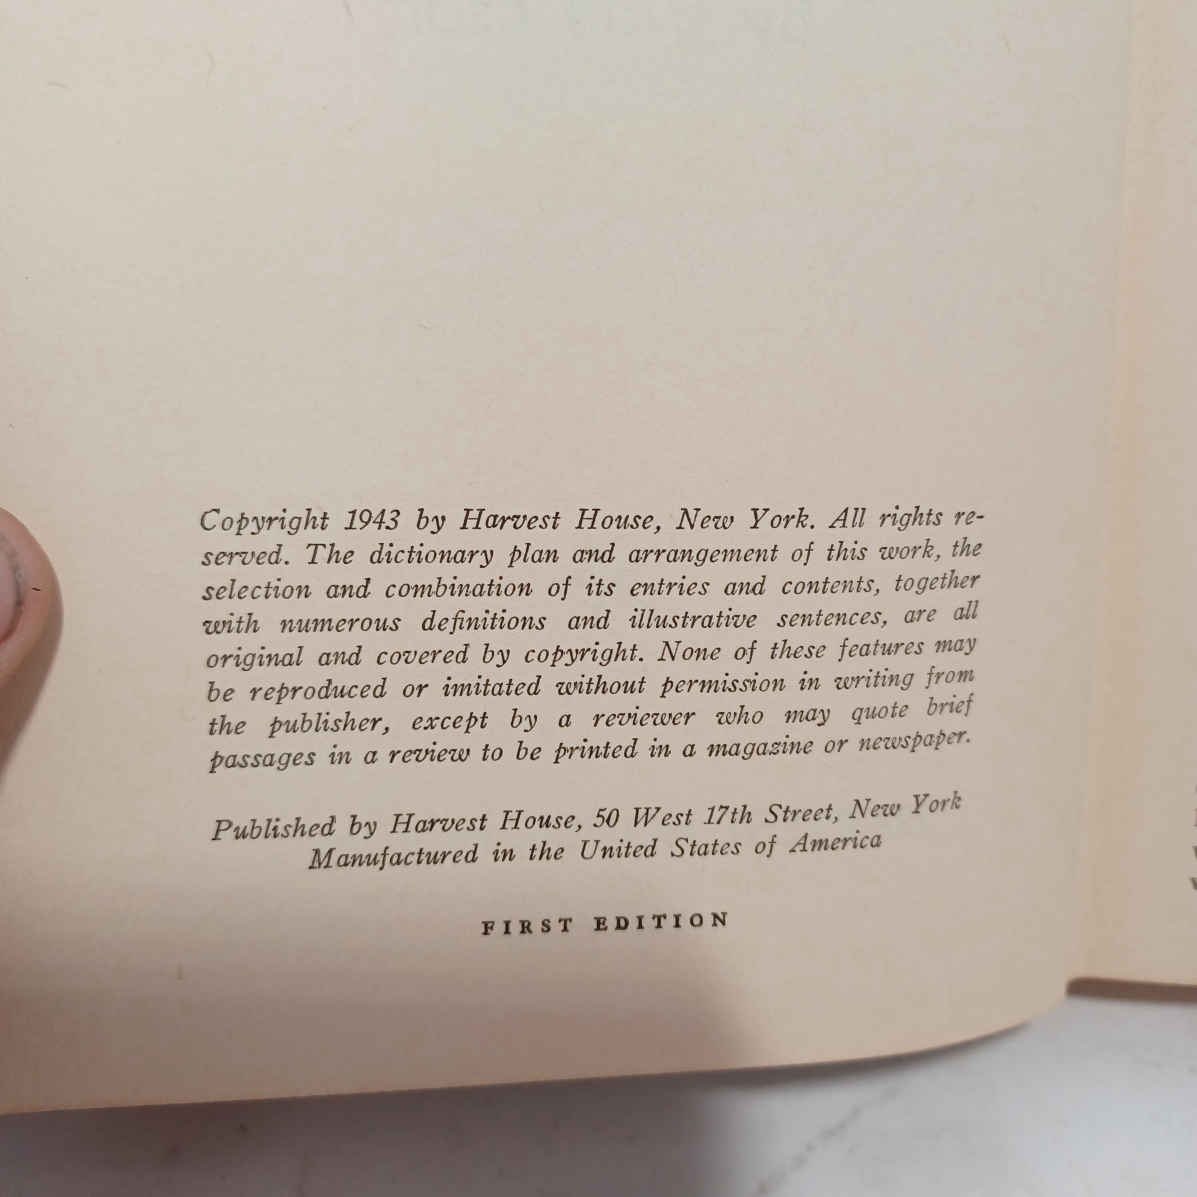 Copyright 1943 by Harvest House, New York. All rights re-
served. The dictionary plan and arrangement of this work, the
selection and combination of its entries and contents, together
with numerous definitions and illustrative sentences, are all
original and covered by copyright. None of these features may
be reproduced or imitated without permission in writing from
the publisher, except by a reviewer who may quote brief
passages in a review to be printed in a magazine or newspaper.
Published by Harvest House, 50 West 17th Street, New York
Manufactured in the United States of America
FIRST EDITION